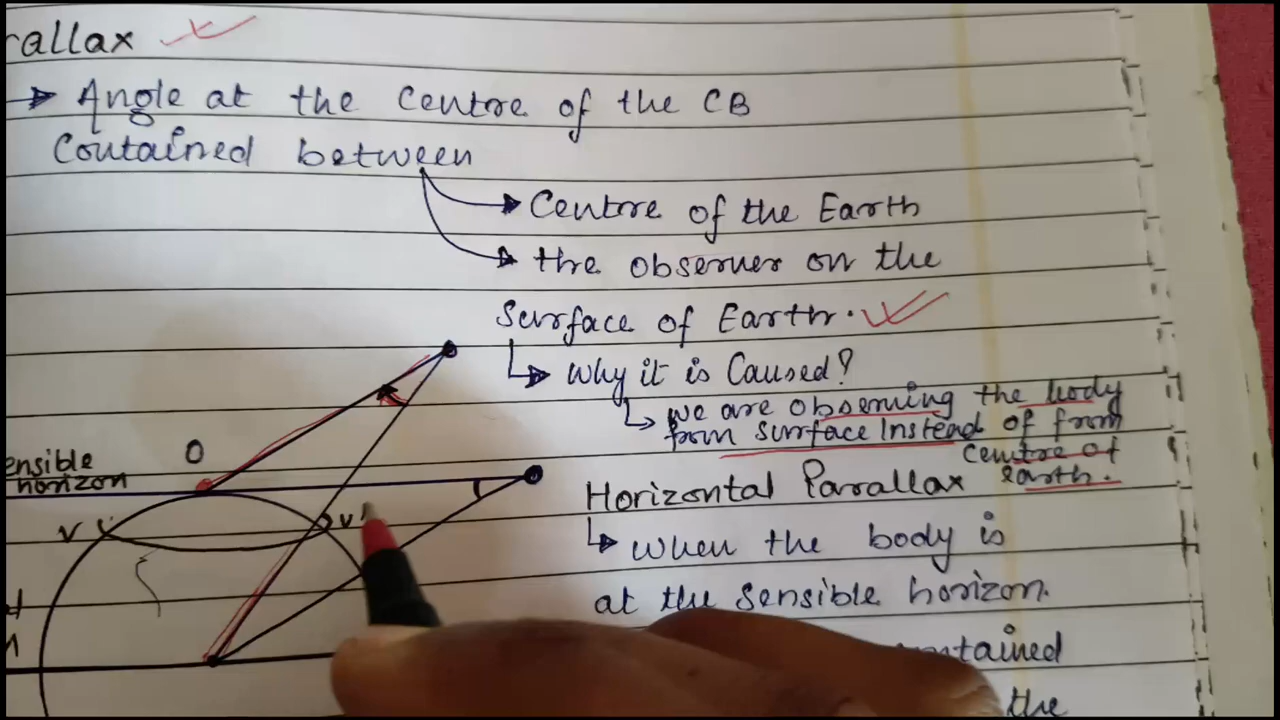 rallax
Angle at the Centre of the CB
Contained between
Centre of the Earth
the observer on the
Surface of Earth.
Why it is Caused?
we are observing the body
from surface Instead of from
Centre of
earth.
O
ensible
horizon
Horizontal Parallax
V V'
when the body is
at the sensible horizon.
ntained
the